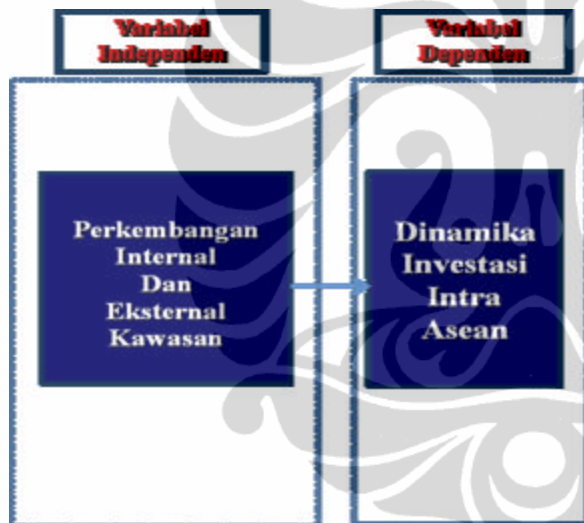 Variabel
Independen
Variabel
Dependen
Perkembangan
Internal
Dan
Eksternal
Kawasan
Dinamika
Investasi
Intra
Asean